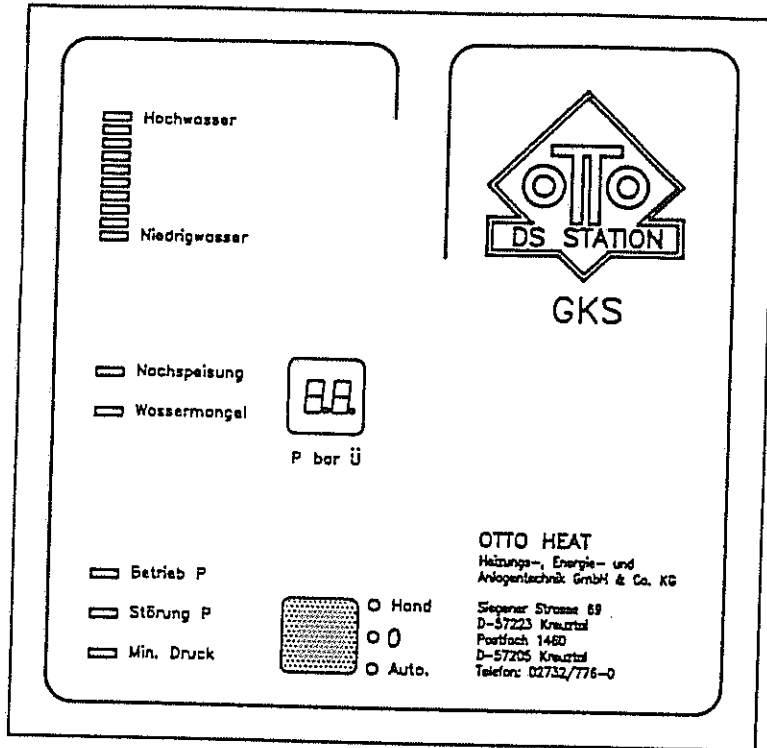 Hochwasser
Niedrigwasser
OTTO
DS STATION
GKS
Nachspeisung
Wassermangel
8.8.
P bar Ü
Betrieb P
Störung P
Min. Druck
Hand
0
Auto.
OTTO HEAT
Heizungs-, Energie- und
Anlagentechnik GmbH & Co. KG
Siegener Strasse 69
D-57223 Kreuztal
Postfach 1460
D-57205 Kreuztal
Telefon: 02732/776-0